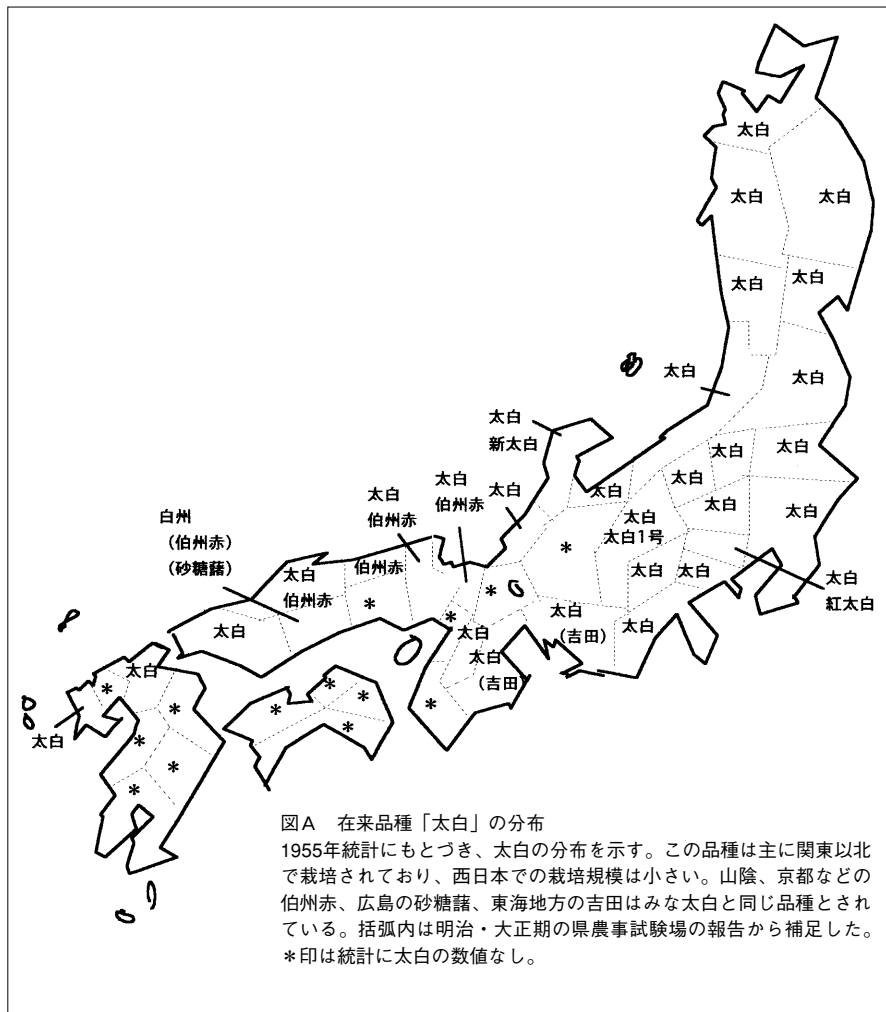 太白
太白
太白
太白
太白
太白
太白
太白
新太白
太白
太白
太白
伯州赤
太白
伯州赤
太白
太白
太白
太白
太白
白州
（伯州赤）
（砂糖藷）
太白
伯州赤
伯州赤
＊
太白
太白1号
＊
＊
太白
太白
太白
紅太白
太白
＊
太白
太白
（吉田）
太白
太白
（吉田）
太白
＊
＊
＊
＊
＊
＊
太白
＊
＊
＊
＊
図A　在来品種「太白」の分布
1955年統計にもとづき、太白の分布を示す。この品種は主に関東以北
で栽培されており、西日本での栽培規模は小さい。山陰、京都などの
伯州赤、広島の砂糖藷、東海地方の吉田はみな太白と同じ品種とされ
ている。括弧内は明治・大正期の県農事試験場の報告から補足した。
＊印は統計に太白の数値なし。